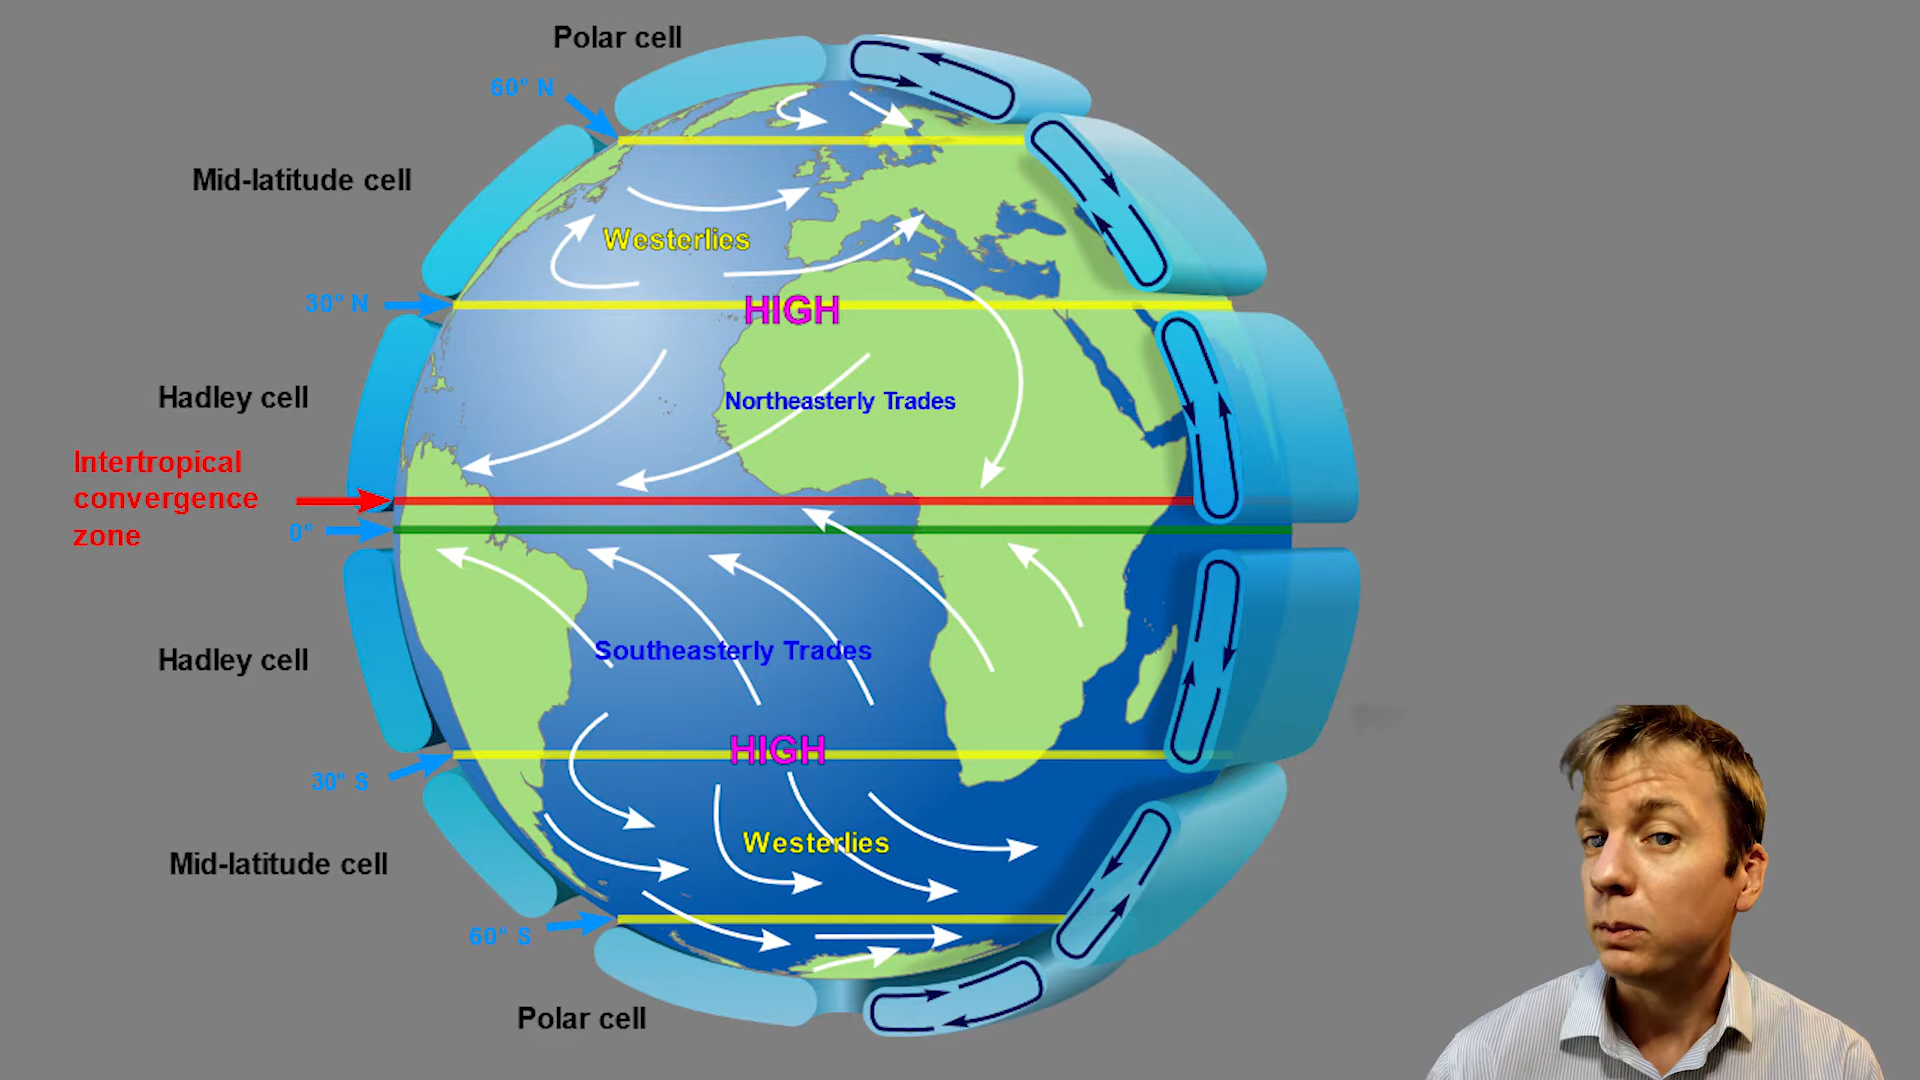 Polar cell
60° N
Mid-latitude cell
Westerlies
30° N
HIGH
Hadley cell
Northeasterly Trades
Intertropical
convergence
zone
0°
Hadley cell
Southeasterly Trades
HIGH
30° S
Westerlies
Mid-latitude cell
60° S
Polar cell